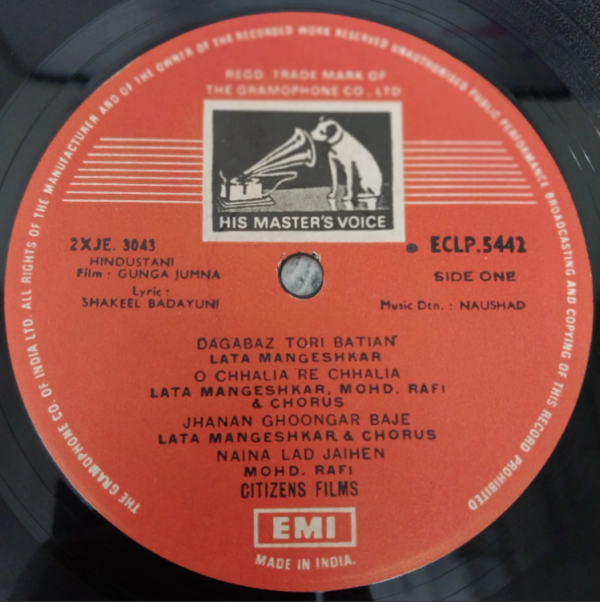 THE GRAMOPHONE CO. OF INDIA LTD. ALL RIGHTS OF THE MANUFACTURER AND OF THE OWNER OF THE RECORDED WORK RESERVED UNAUTHORISED PUBLIC PERFORMANCE BROADCASTING AND COPYING OF THIS RECORD PROHIBITED
REGD. TRADE MARK OF
THE GRAMOPHONE CO., LTD
HIS MASTER'S VOICE
2XJE. 3043
HINDUSTANI
Film : GUNGA JUMNA
Lyric :
SHAKEEL BADAYUNI
ECLP.5442
SIDE ONE
Music Dtn. : NAUSHAD
DAGABAZ TORI BATIAN
LATA MANGESHKAR
O CHHALIA RE CHHALIA
LATA MANGESHKAR, MOHD. RAFI
& CHORUS
JHANAN GHOONGAR BAJE
LATA MANGESHKAR & CHORUS
NAINA LAD JAIHEN
MOHD. RAFI
CITIZENS FILMS
EMI
MADE IN INDIA.